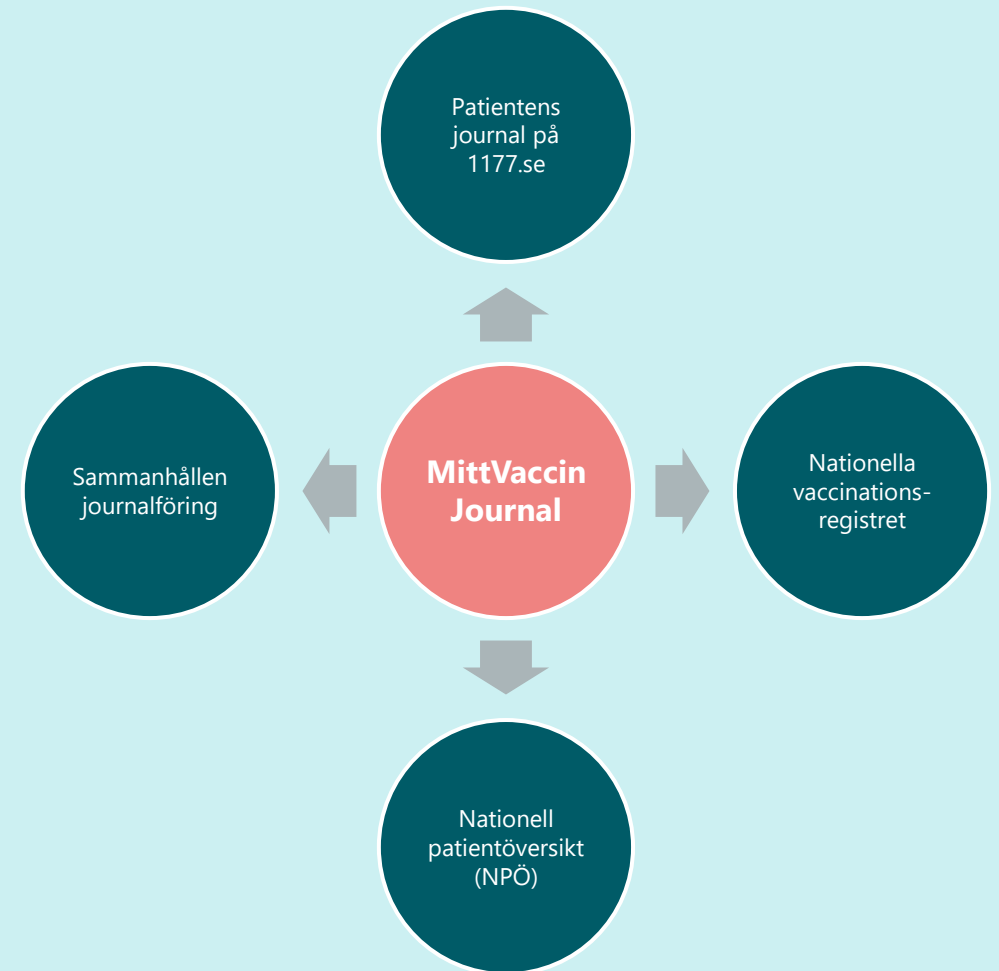 Patientens
journal på
1177.se
Sammanhållen
journalföring
MittVaccin
Journal
Nationella
vaccinations-
registret
Nationell
patientöversikt
(NPÖ)